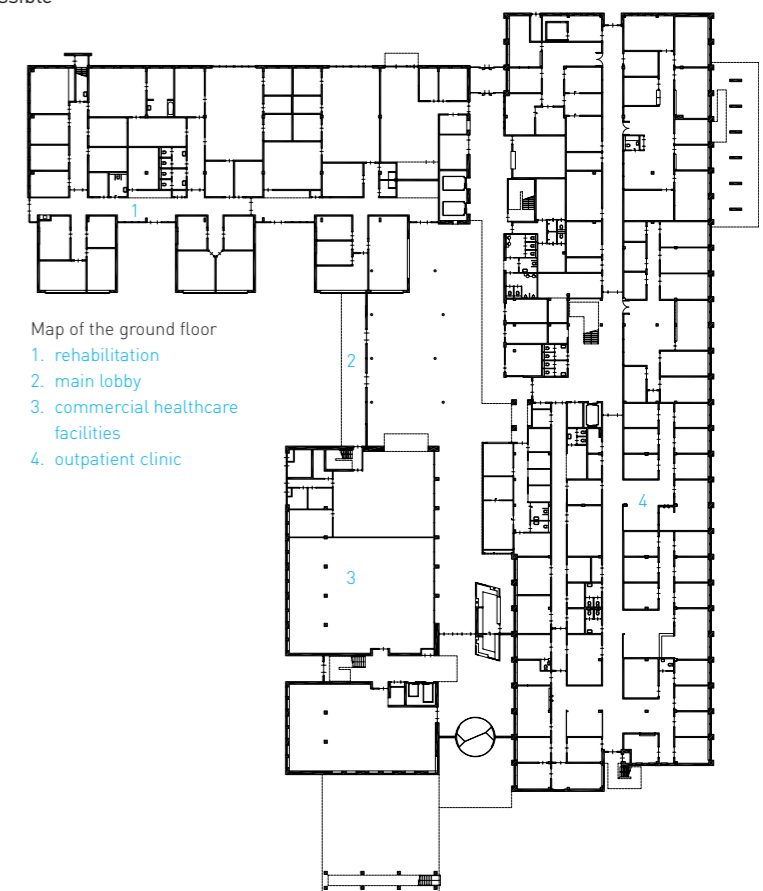 Map of the ground floor
1. rehabilitation
2. main lobby
3. commercial healthcare
facilities
4. outpatient clinic
1
2
3
4